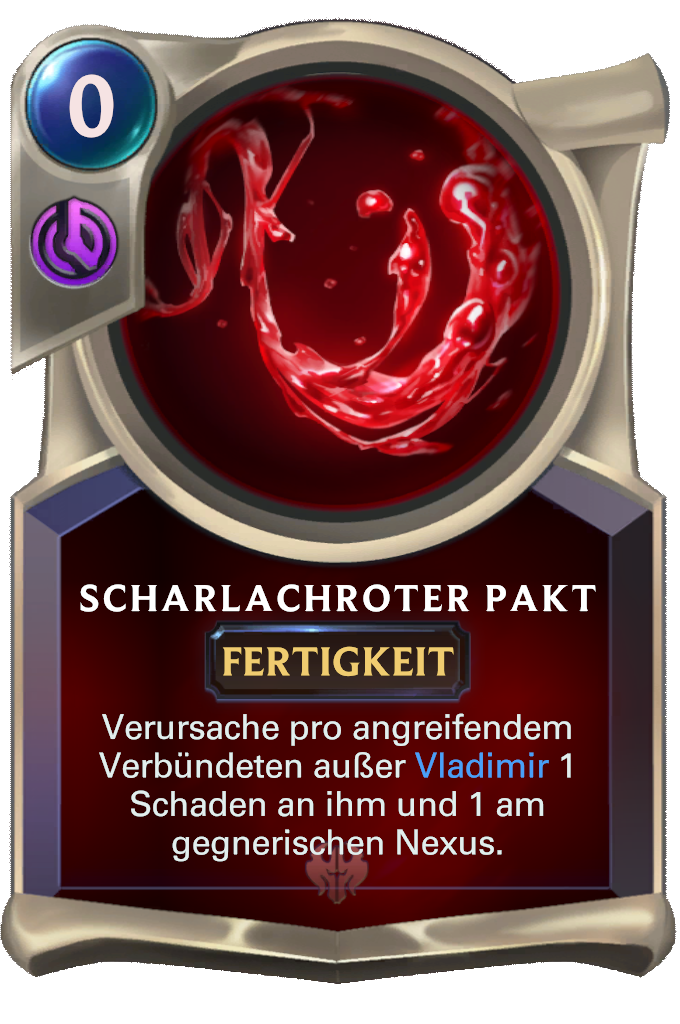 0
SCHARLACHROTER PAKT
FERTIGKEIT
Verursache pro angreifendem
Verbündeten außer Vladimir 1
Schaden an ihm und 1 am
gegnerischen Nexus.